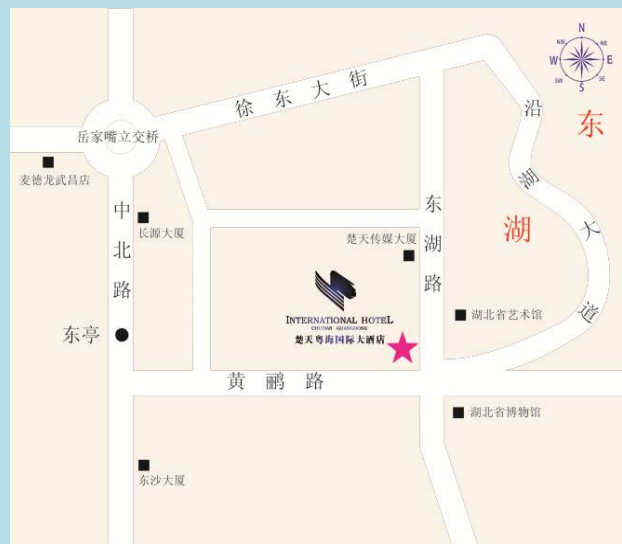 N
NW
NE
W
E
SW
SE
S
徐东大街
沿湖大道
东湖
岳家嘴立交桥
麦德龙武昌店
中北路
长源大厦
东湖路
楚天传媒大厦
INTERNATIONAL HOTEL
CHUTIAN GUANGDONG
楚天粤海国际大酒店
湖北省艺术馆
东亭
黄鹂路
湖北省博物馆
东沙大厦